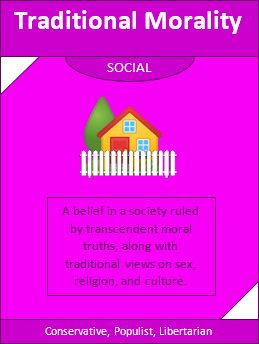 Traditional Morality
SOCIAL
A belief in a society ruled
by transcendent moral
truths, along with
traditional views on sex,
religion, and culture.
Conservative, Populist, Libertarian